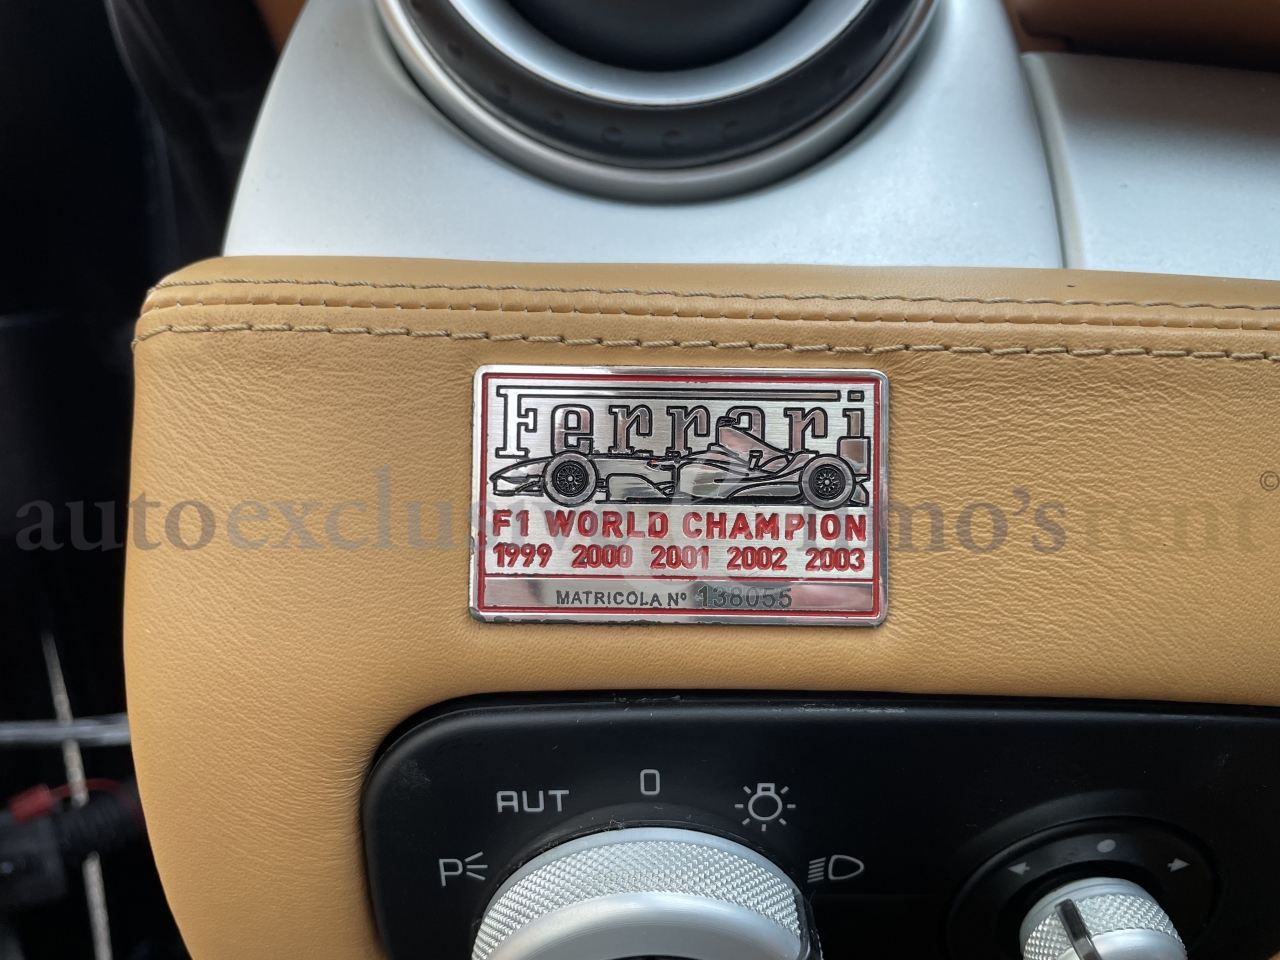 Ferrari
F1 WORLD CHAMPION
1999 2000 2001 2002 2003
MATRICOLA Nº 138055
AUT
0
P